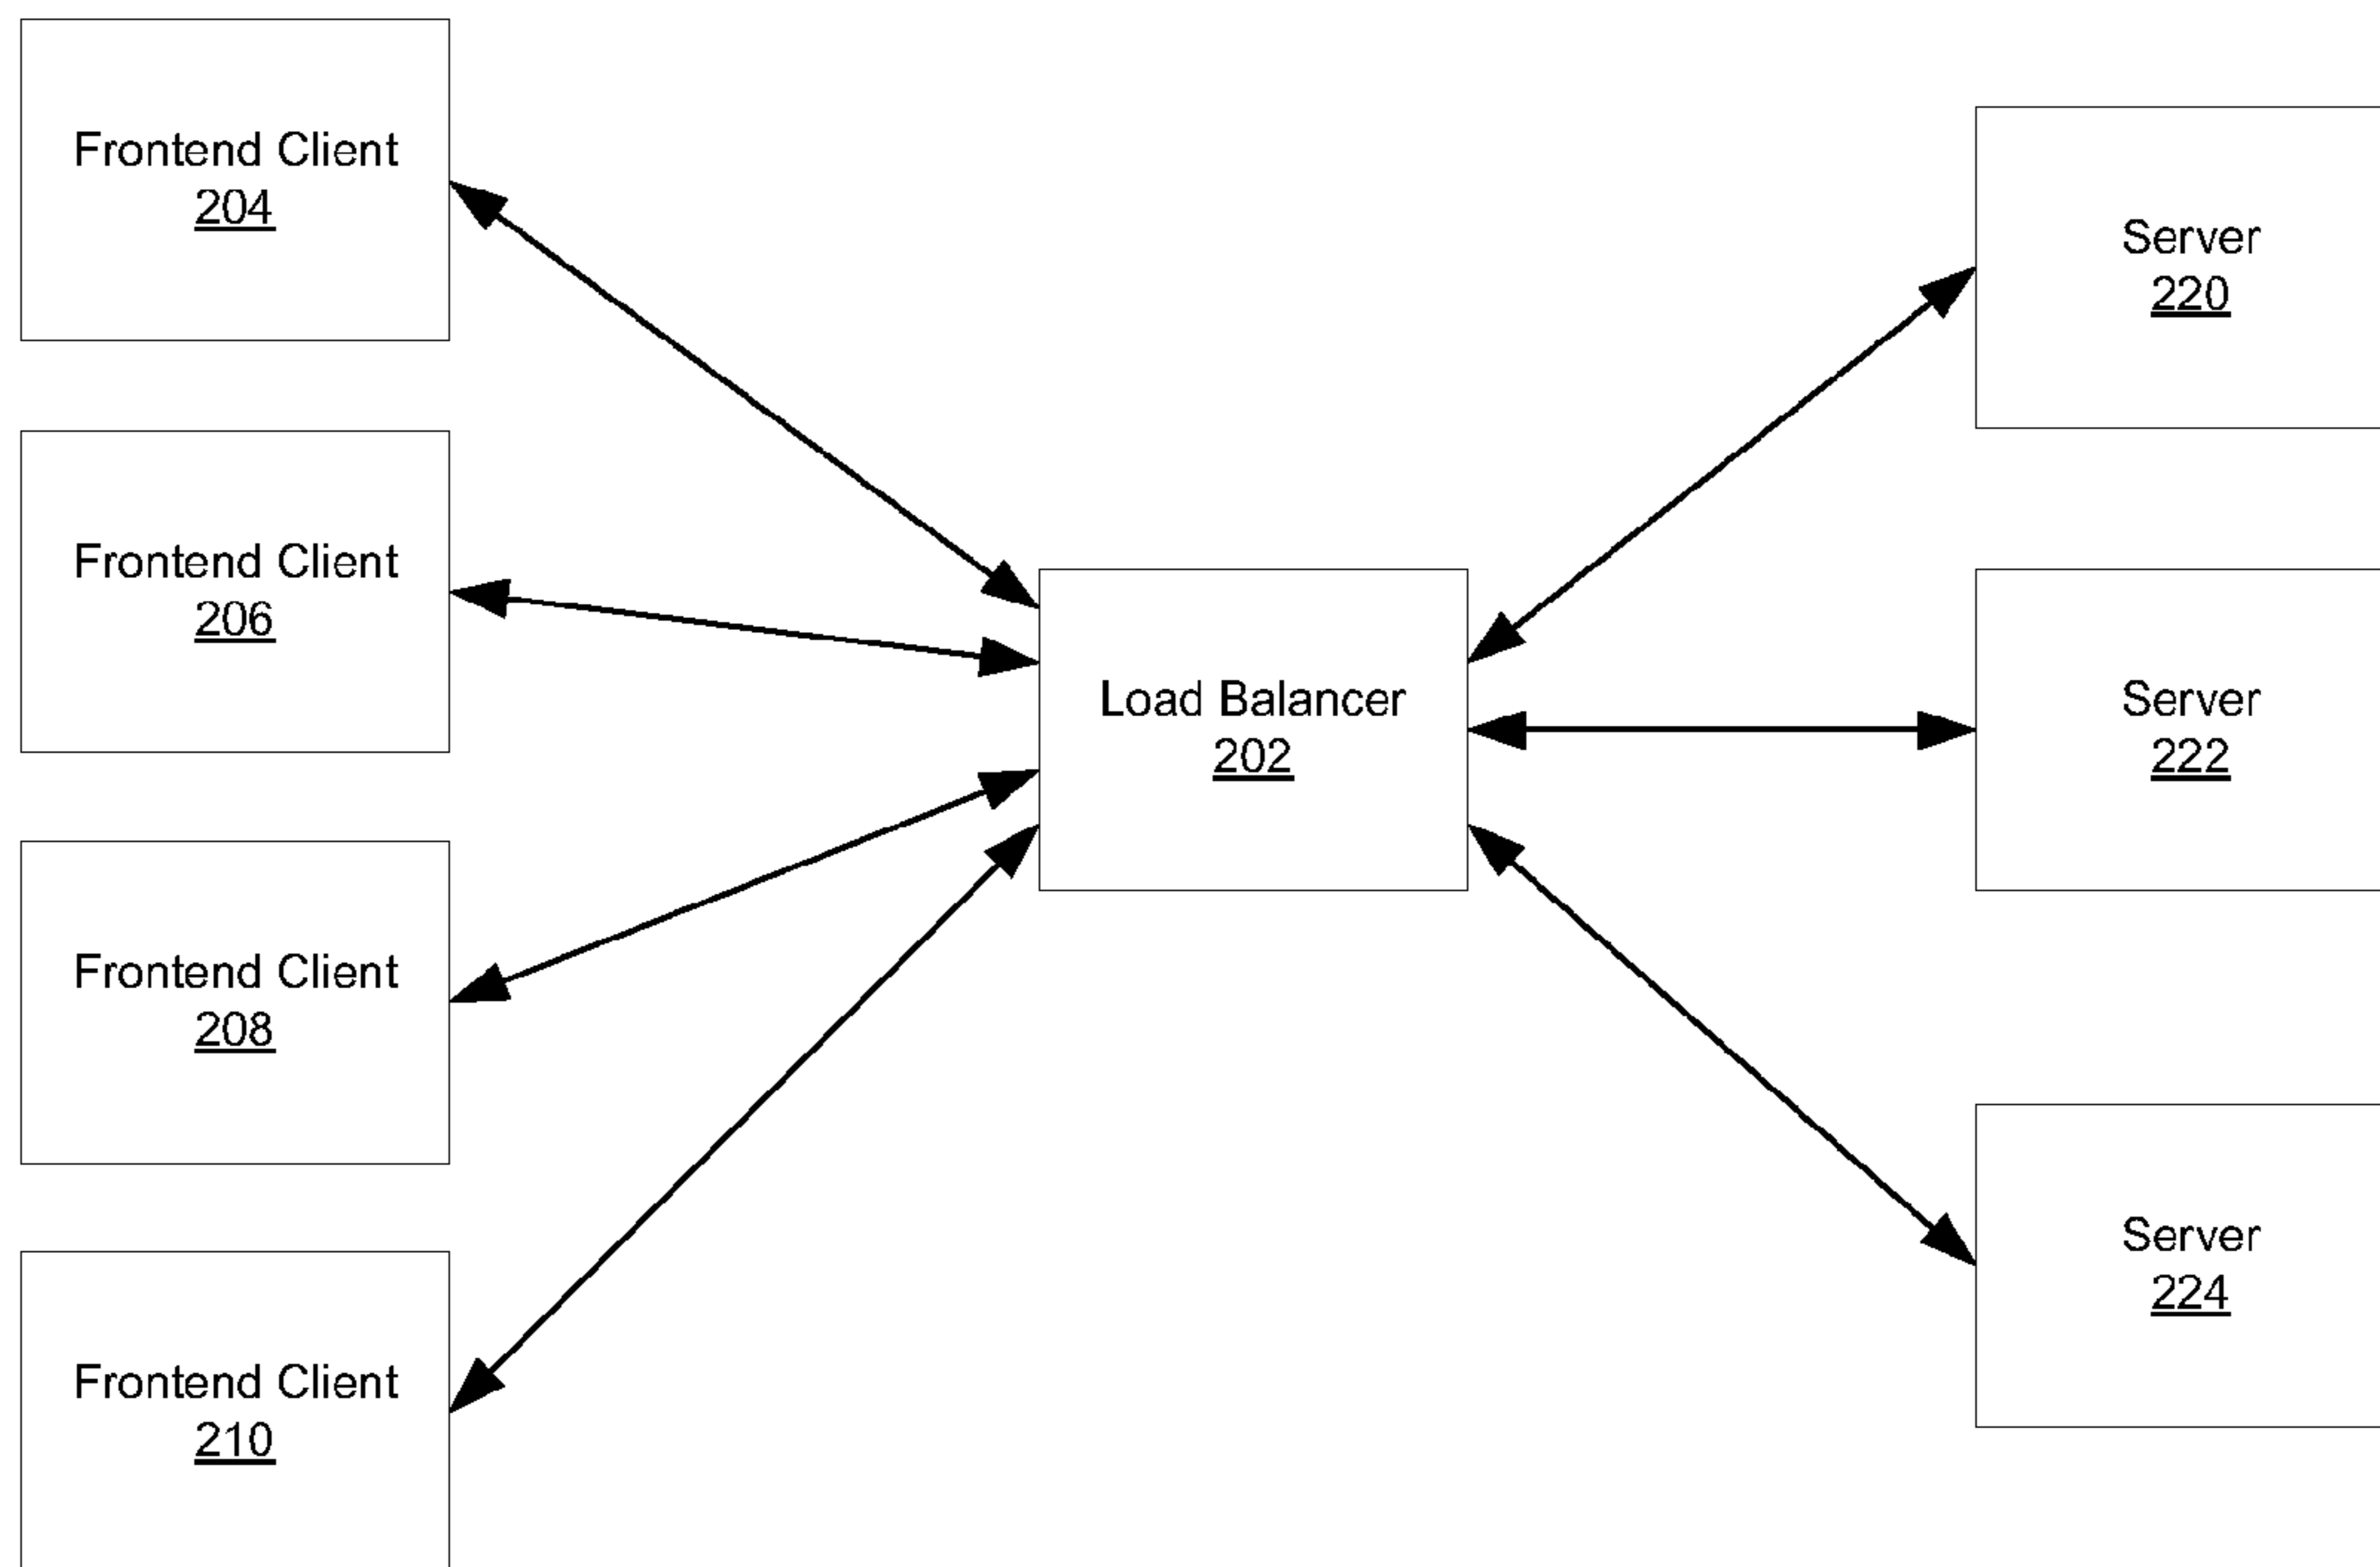 Frontend Client
204
Frontend Client
206
Frontend Client
208
Frontend Client
210
Load Balancer
202
Server
220
Server
222
Server
224